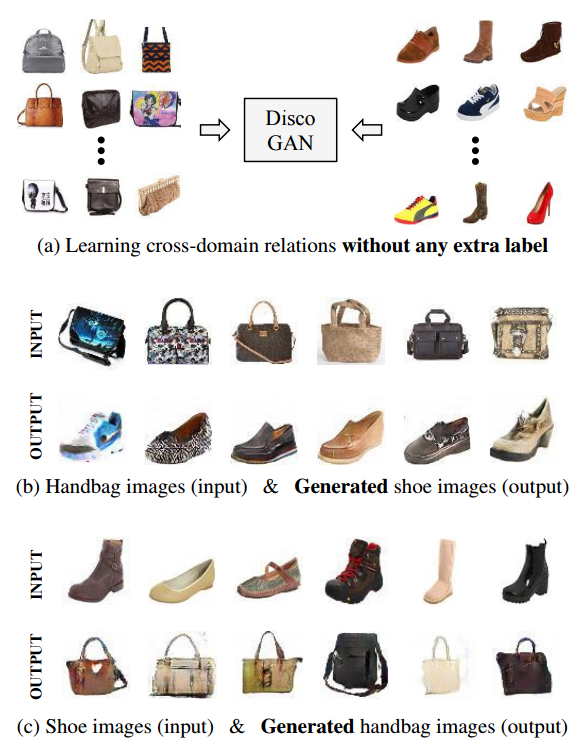 Disco
GAN
(a) Learning cross-domain relations without any extra label
INPUT
OUTPUT
(b) Handbag images (input) & Generated shoe images (output)
INPUT
OUTPUT
(c) Shoe images (input) & Generated handbag images (output)